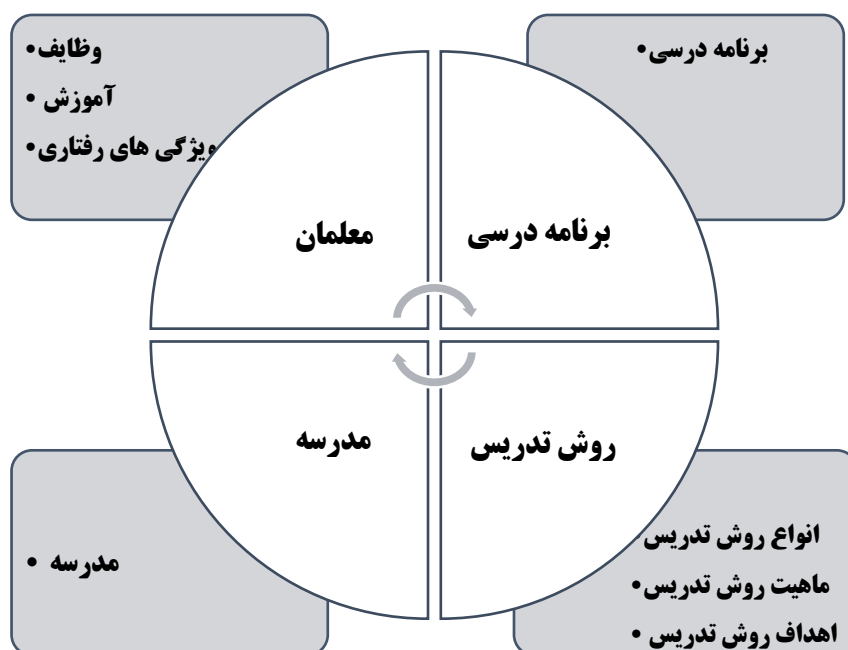 برنامه درسی•
وظایف•
آموزش •
ویژگی های رفتاری•
برنامه درسی
معلمان
روش تدریس
مدرسه
انواع روش تدریس•
ماهیت روش تدریس•
اهداف روش تدریس •
مدرسه •